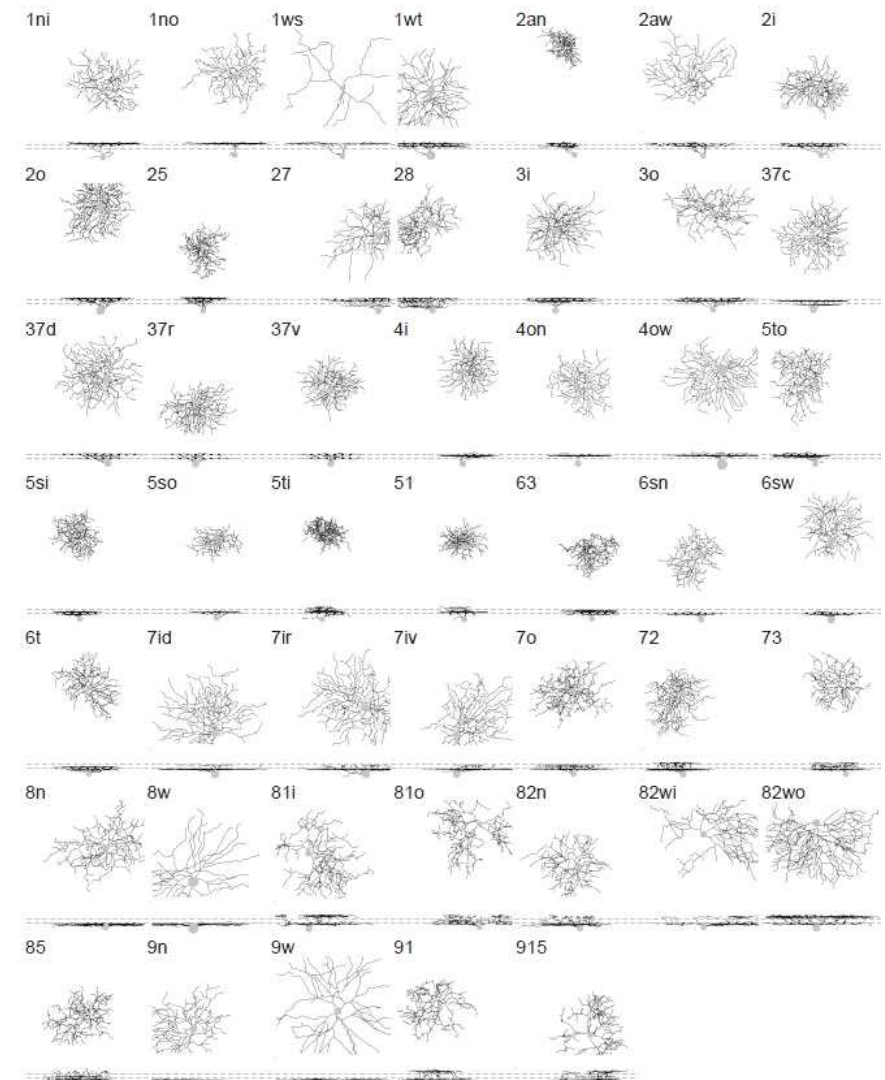 1ni 1no 1ws 1wt 2an 2aw 2i
2o 25 27 28 3i 3o 37c
37d 37r 37v 4i 4on 4ow 5to
5si 5so 5ti 51 63 6sn 6sw
6t 7id 7ir 7iv 7o 72 73
8n 8w 81i 81o 82n 82wi 82wo
85 9n 9w 91 915